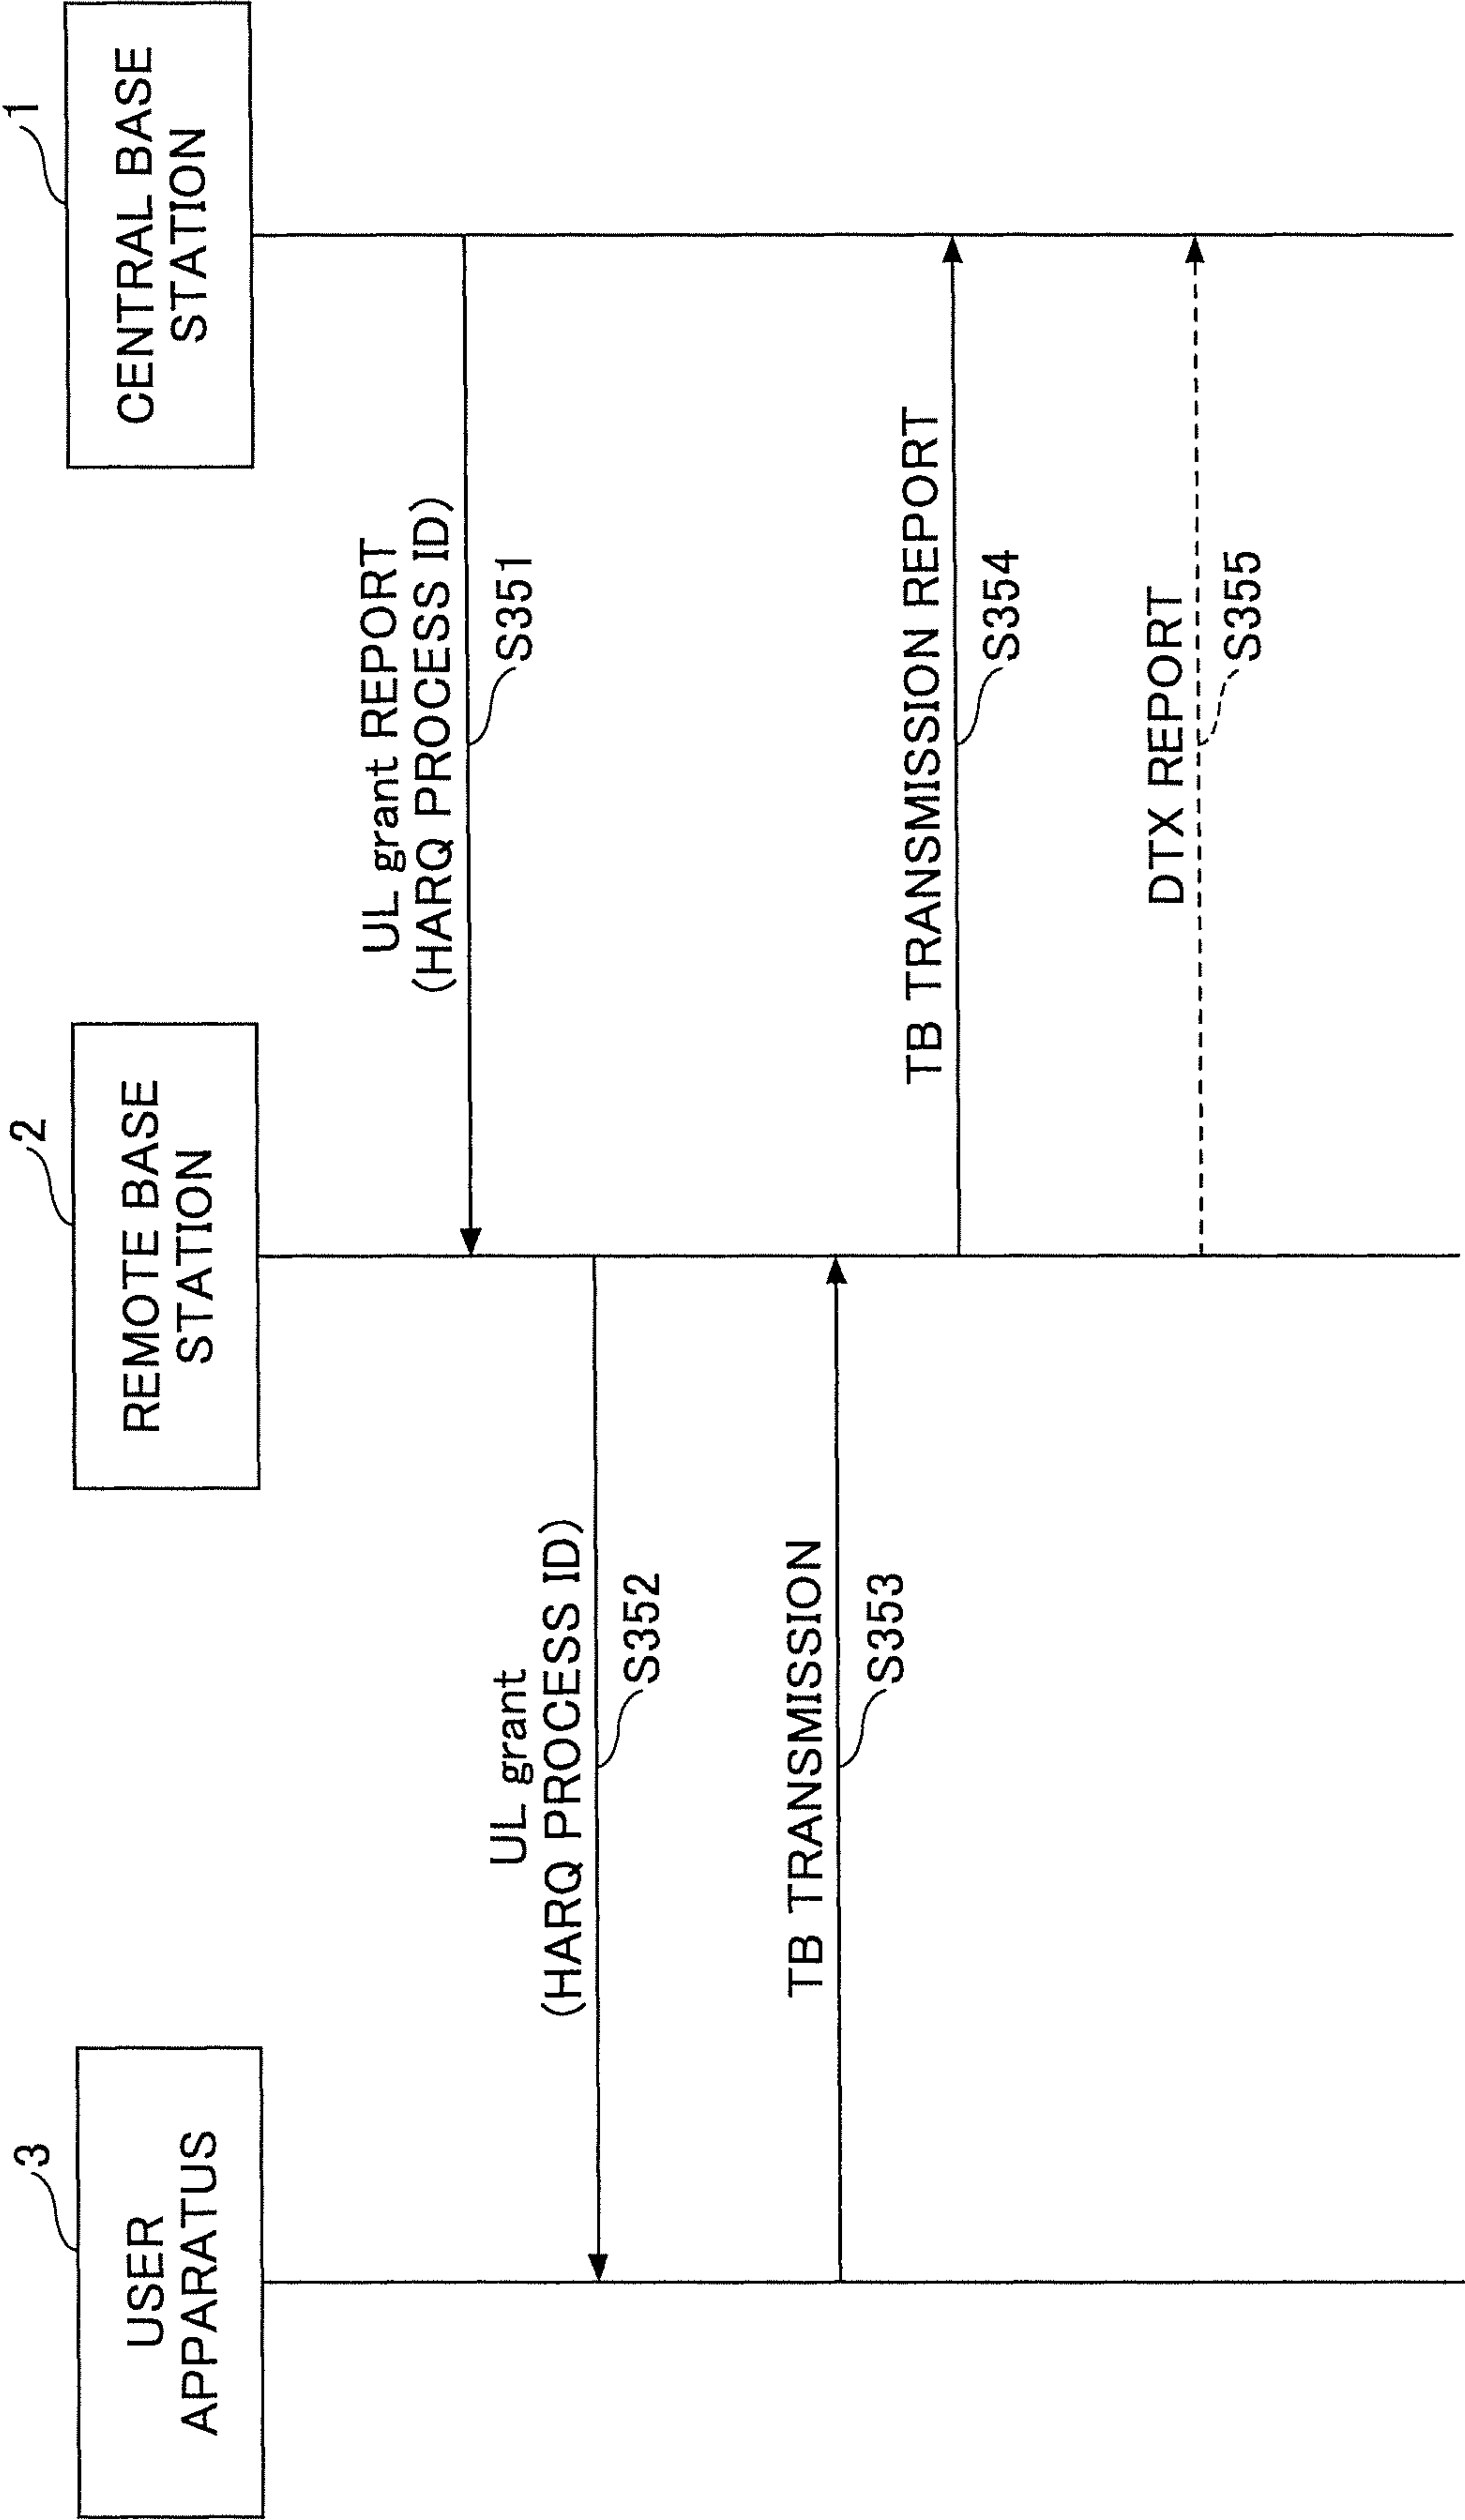 3
USER
APPARATUS
2
REMOTE BASE
STATION
1
CENTRAL BASE
STATION
UL grant REPORT
(HARQ PROCESS ID)
S351
UL grant
(HARQ PROCESS ID)
S352
TB TRANSMISSION
S353
TB TRANSMISSION REPORT
S354
DTX REPORT
S355